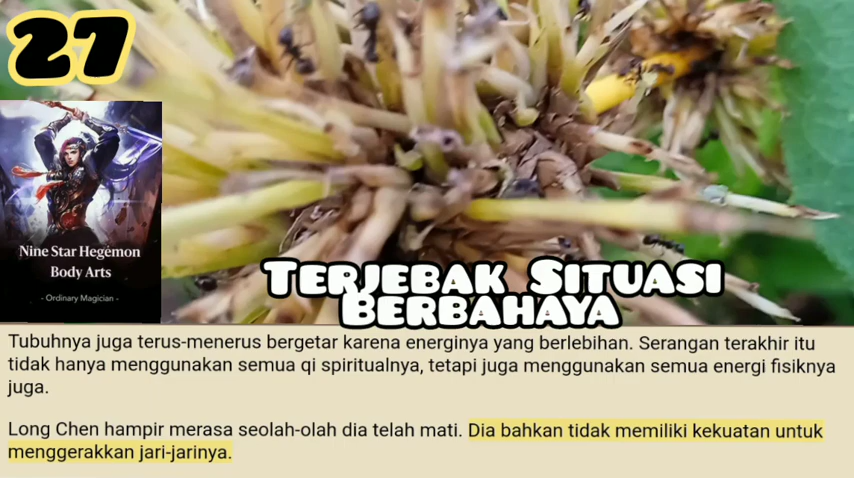 27
Nine Star Hegemon
Body Arts
- Ordinary Magician -
TERJEBAK SITUASI
BERBAHAYA
Tubuhnya juga terus-menerus bergetar karena energinya yang berlebihan. Serangan terakhir itu
tidak hanya menggunakan semua qi spiritualnya, tetapi juga menggunakan semua energi fisiknya
juga.
Long Chen hampir merasa seolah-olah dia telah mati. Dia bahkan tidak memiliki kekuatan untuk
menggerakkan jari-jarinya.